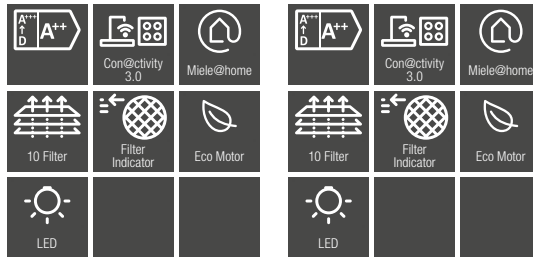 A+++
↑
D
A++
Con@ctivity
3.0
Miele@home
10 Filter
Filter
Indicator
Eco Motor
LED
A+++
↑
D
A++
Con@ctivity
3.0
Miele@home
10 Filter
Filter
Indicator
Eco Motor
LED